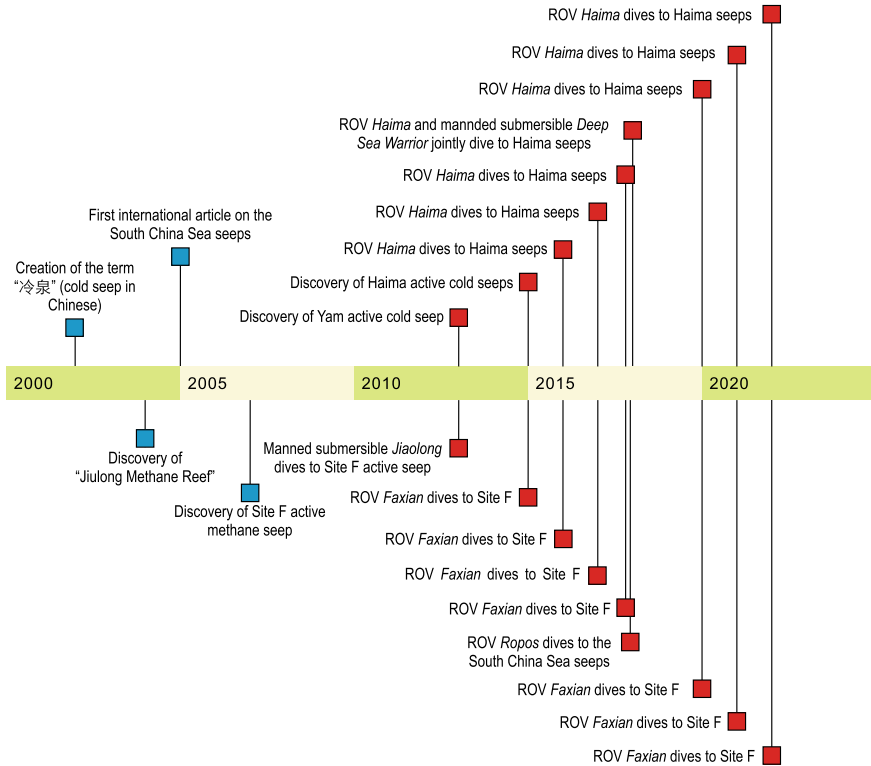 ROV Haima dives to Haima seeps
ROV Haima dives to Haima seeps
ROV Haima dives to Haima seeps
ROV Haima and mannded submersible Deep
Sea Warrior jointly dive to Haima seeps
ROV Haima dives to Haima seeps
ROV Haima dives to Haima seeps
First international article on the
South China Sea seeps
ROV Haima dives to Haima seeps
Creation of the term
“冷泉” (cold seep in
Chinese)
Discovery of Haima active cold seeps
Discovery of Yam active cold seep
2000
2005
2010
2015
2020
Discovery of
“Jiulong Methane Reef”
Manned submersible Jiaolong
dives to Site F active seep
ROV Faxian dives to Site F
Discovery of Site F active
methane seep
ROV Faxian dives to Site F
ROV Faxian dives to Site F
ROV Faxian dives to Site F
ROV Ropos dives to the
South China Sea seeps
ROV Faxian dives to Site F
ROV Faxian dives to Site F
ROV Faxian dives to Site F